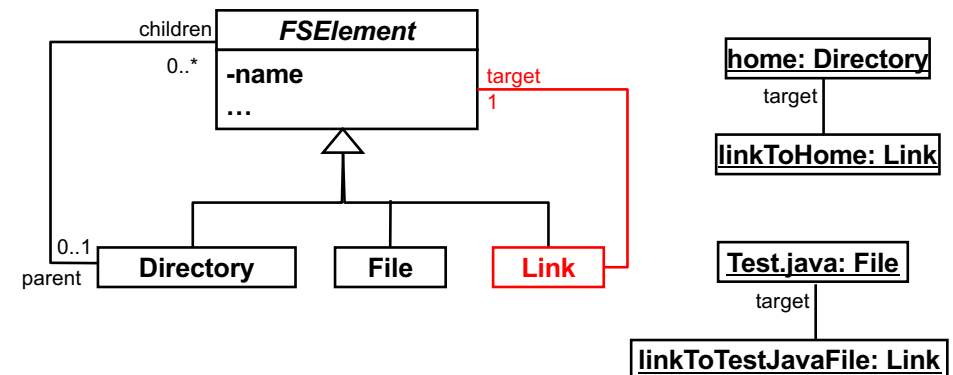 children
0..*
FSElement
-name
...
target
1
0..1
parent
Directory
File
Link
home: Directory
target
linkToHome: Link
Test.java: File
target
linkToTestJavaFile: Link